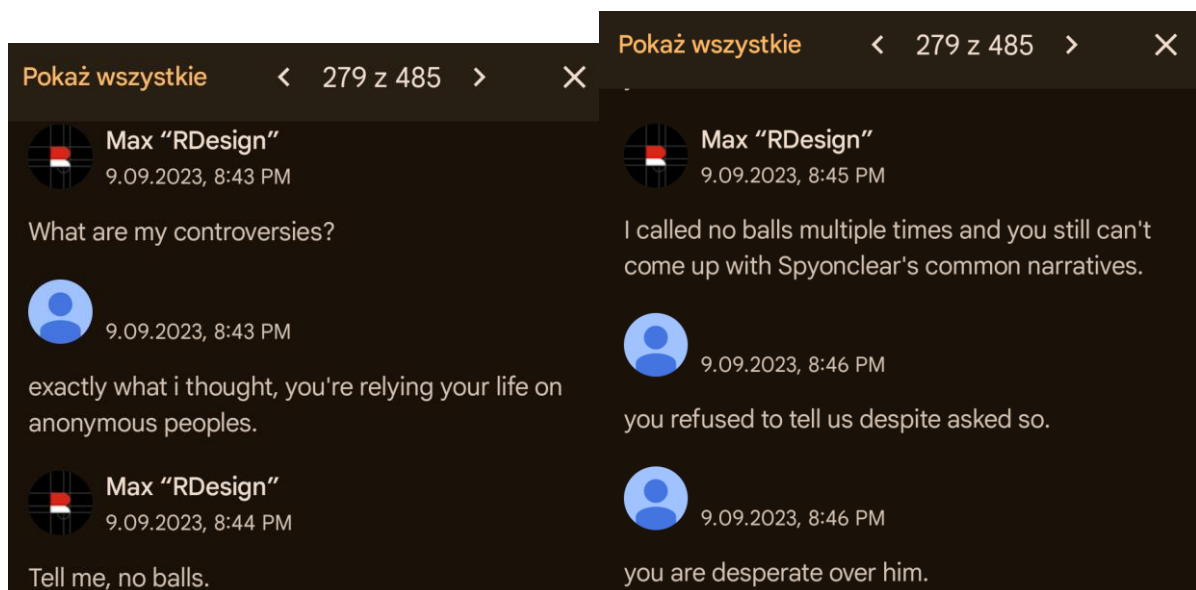 Pokaż wszystkie < 279 z 485 > ×
Max “RDesign”
9.09.2023, 8:43 PM
What are my controversies?
9.09.2023, 8:43 PM
exactly what i thought, you're relying your life on
anonymous peoples.
Max “RDesign”
9.09.2023, 8:44 PM
Tell me, no balls.
Pokaż wszystkie < 279 z 485 > ×
Max “RDesign”
9.09.2023, 8:45 PM
I called no balls multiple times and you still can't
come up with Spyonclear's common narratives.
9.09.2023, 8:46 PM
you refused to tell us despite asked so.
9.09.2023, 8:46 PM
you are desperate over him.